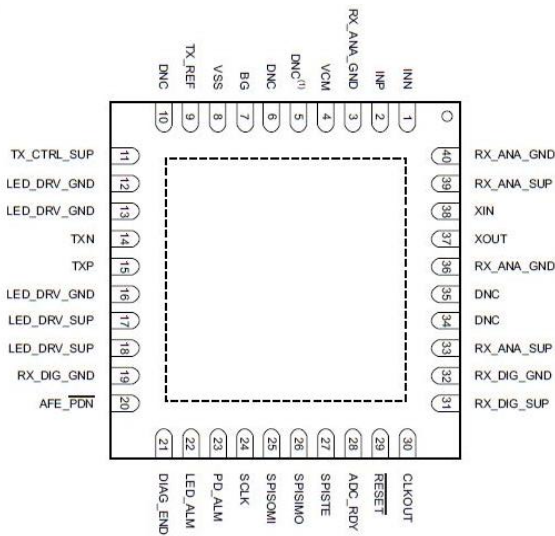 DNC
TX_REF
VSS
BG
DNC
DNC(1)
VCM
RX_ANA_GND
INP
INN
10
9
8
7
6
5
4
3
2
1
TX_CTRL_SUP 11
LED_DRV_GND 12
LED_DRV_GND 13
TXN 14
TXP 15
LED_DRV_GND 16
LED_DRV_SUP 17
LED_DRV_SUP 18
RX_DIG_GND 19
AFE_PDN 20
40 RX_ANA_GND
39 RX_ANA_SUP
38 XIN
37 XOUT
36 RX_ANA_GND
35 DNC
34 DNC
33 RX_ANA_SUP
32 RX_DIG_GND
31 RX_DIG_SUP
21
22
23
24
25
26
27
28
29
30
DIAG_END
LED_ALM
PD_ALM
SCLK
SPISOMI
SPISIMO
SPISTE
ADC_RDY
RESET
CLKOUT